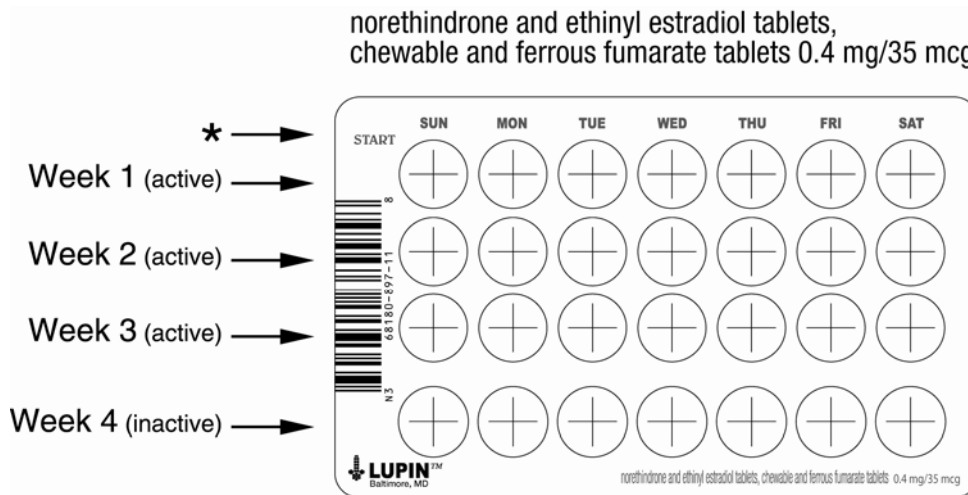 norethindrone and ethinyl estradiol tablets,
chewable and ferrous fumarate tablets 0.4 mg/35 mcg
*
START
SUN MON TUE WED THU FRI SAT
Week 1 (active)
Week 2 (active)
Week 3 (active)
Week 4 (inactive)
8
68180-897-11
N3
LUPIN™
Baltimore, MD
norethindrone and ethinyl estradiol tablets, chewable and ferrous fumarate tablets 0.4 mg/35 mcg